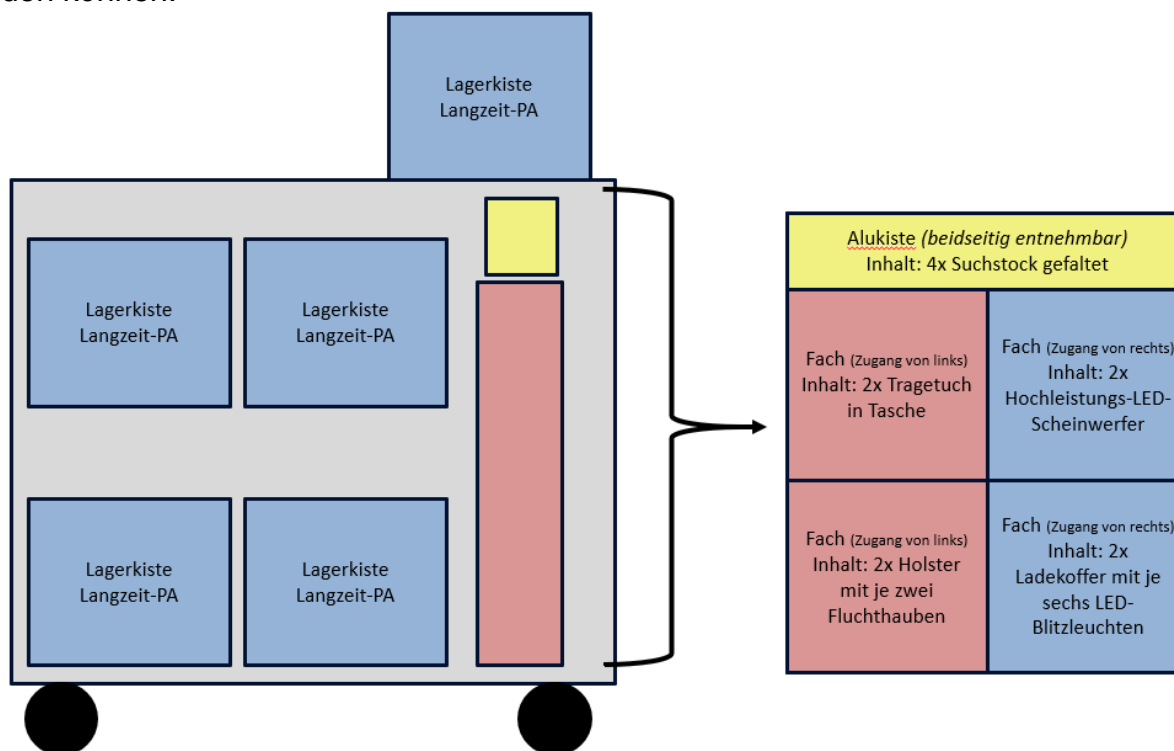 Lagerkiste
Langzeit-PA
Lagerkiste
Langzeit-PA
Lagerkiste
Langzeit-PA
Lagerkiste
Langzeit-PA
Lagerkiste
Langzeit-PA
Alukiste (beidseitig entnehmbar)
Inhalt: 4x Suchstock gefaltet
Fach (Zugang von links)
Inhalt: 2x Tragetuch
in Tasche
Fach (Zugang von rechts)
Inhalt: 2x
Hochleistungs-LED-
Scheinwerfer
Fach (Zugang von links)
Inhalt: 2x Holster
mit je zwei
Fluchthauben
Fach (Zugang von rechts)
Inhalt: 2x
Ladekoffer mit je
sechs LED-
Blitzleuchten